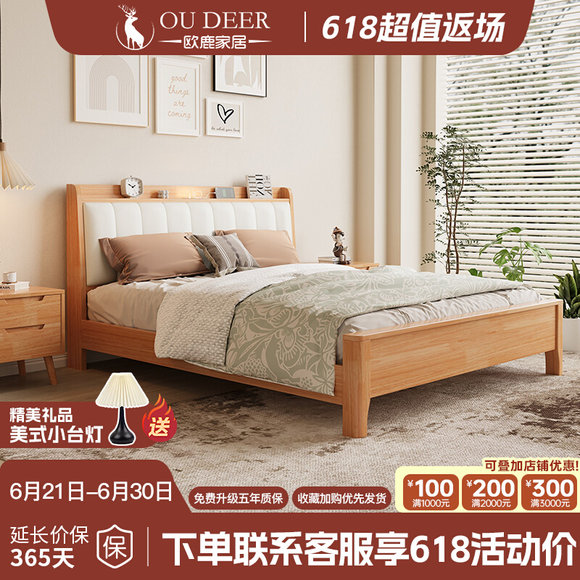 OU DEER
欧鹿家居
618超值返场
精美礼品
美式小台灯
送
6月21日-6月30日
免费升级五年质保
收藏加购优先发货
可叠加店铺优惠!
¥100
满1000元
¥200
满2000元
¥300
满3000元
延长价保
365天
保
下单联系客服享618活动价